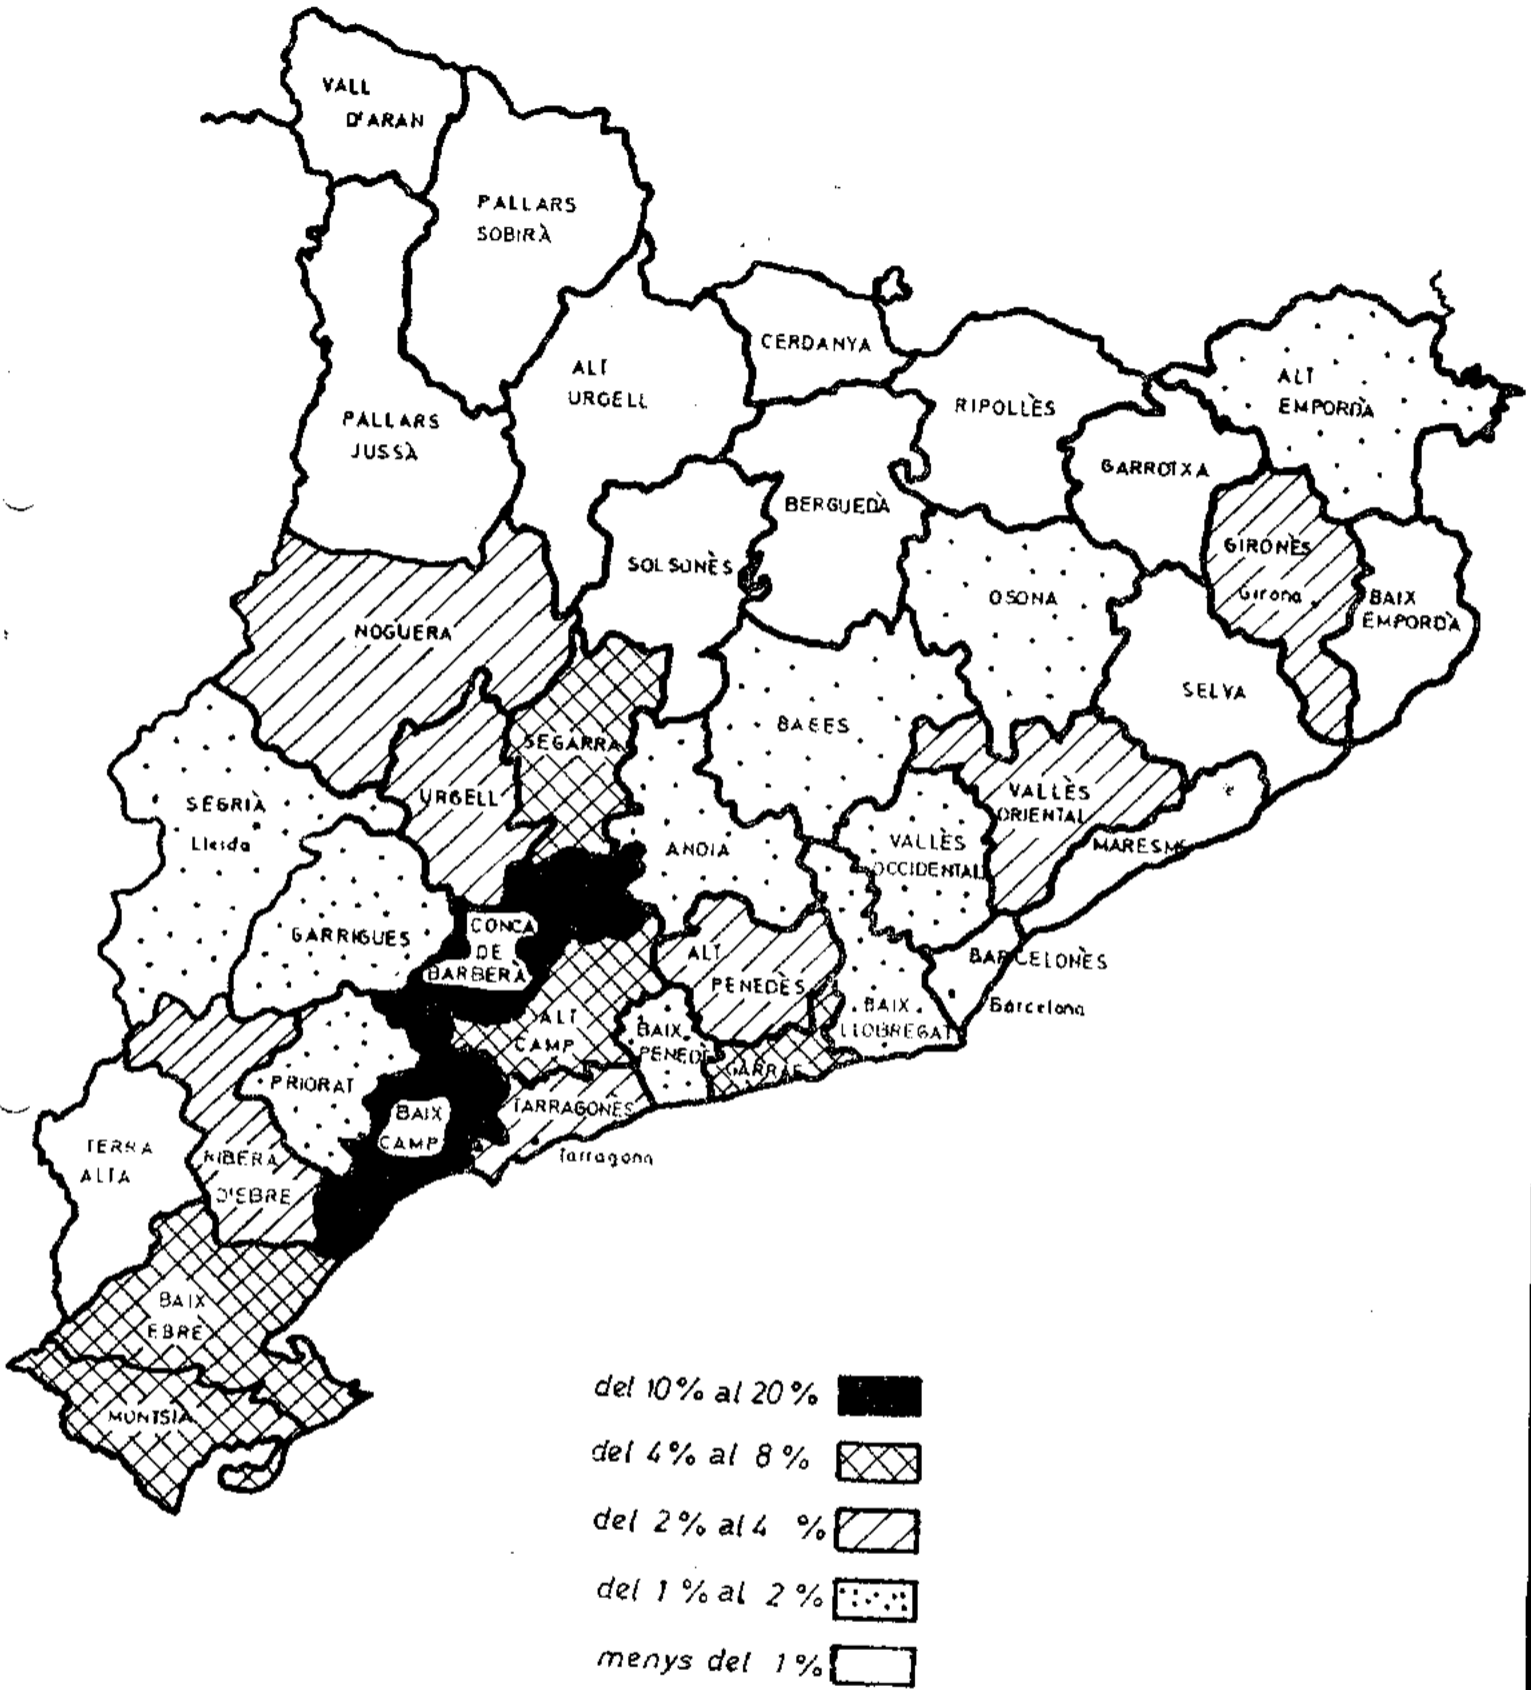 VALL
D'ARAN
PALLARS
SOBIRÀ
CERDANYA
ALT
URGELL
PALLARS
JUSSÀ
RIPOLLÈS
ALT
EMPORDÀ
GARROTXA
BERGUEDÀ
SOLSONÈS
GIRONÈS
Girona
BAIX
EMPORDÀ
OSONA
NOGUERA
SELVA
BAGES
SEGARRA
URGELL
SEGRIÀ
Lleida
ANOIA
VALLÈS
ORIENTAL
VALLÈS
OCCIDENTAL
MARESME
GARRIGUES
CONCA
DE
BARBERÀ
ALT
PENEDÈS
BARCELONÈS
Barcelona
BAIX
LLOBREGAT
ALT
CAMP
BAIX
PENEDÈ
GARRAF
PRIORAT
BAIX
CAMP
TARRAGONÈS
Tarragona
TERRA
ALTA
RIBERA
D'EBRE
BAIX
EBRE
MONTSIÀ
del 10% al 20%
del 4% al 8%
del 2% al 4 %
del 1% al 2%
menys del 1%